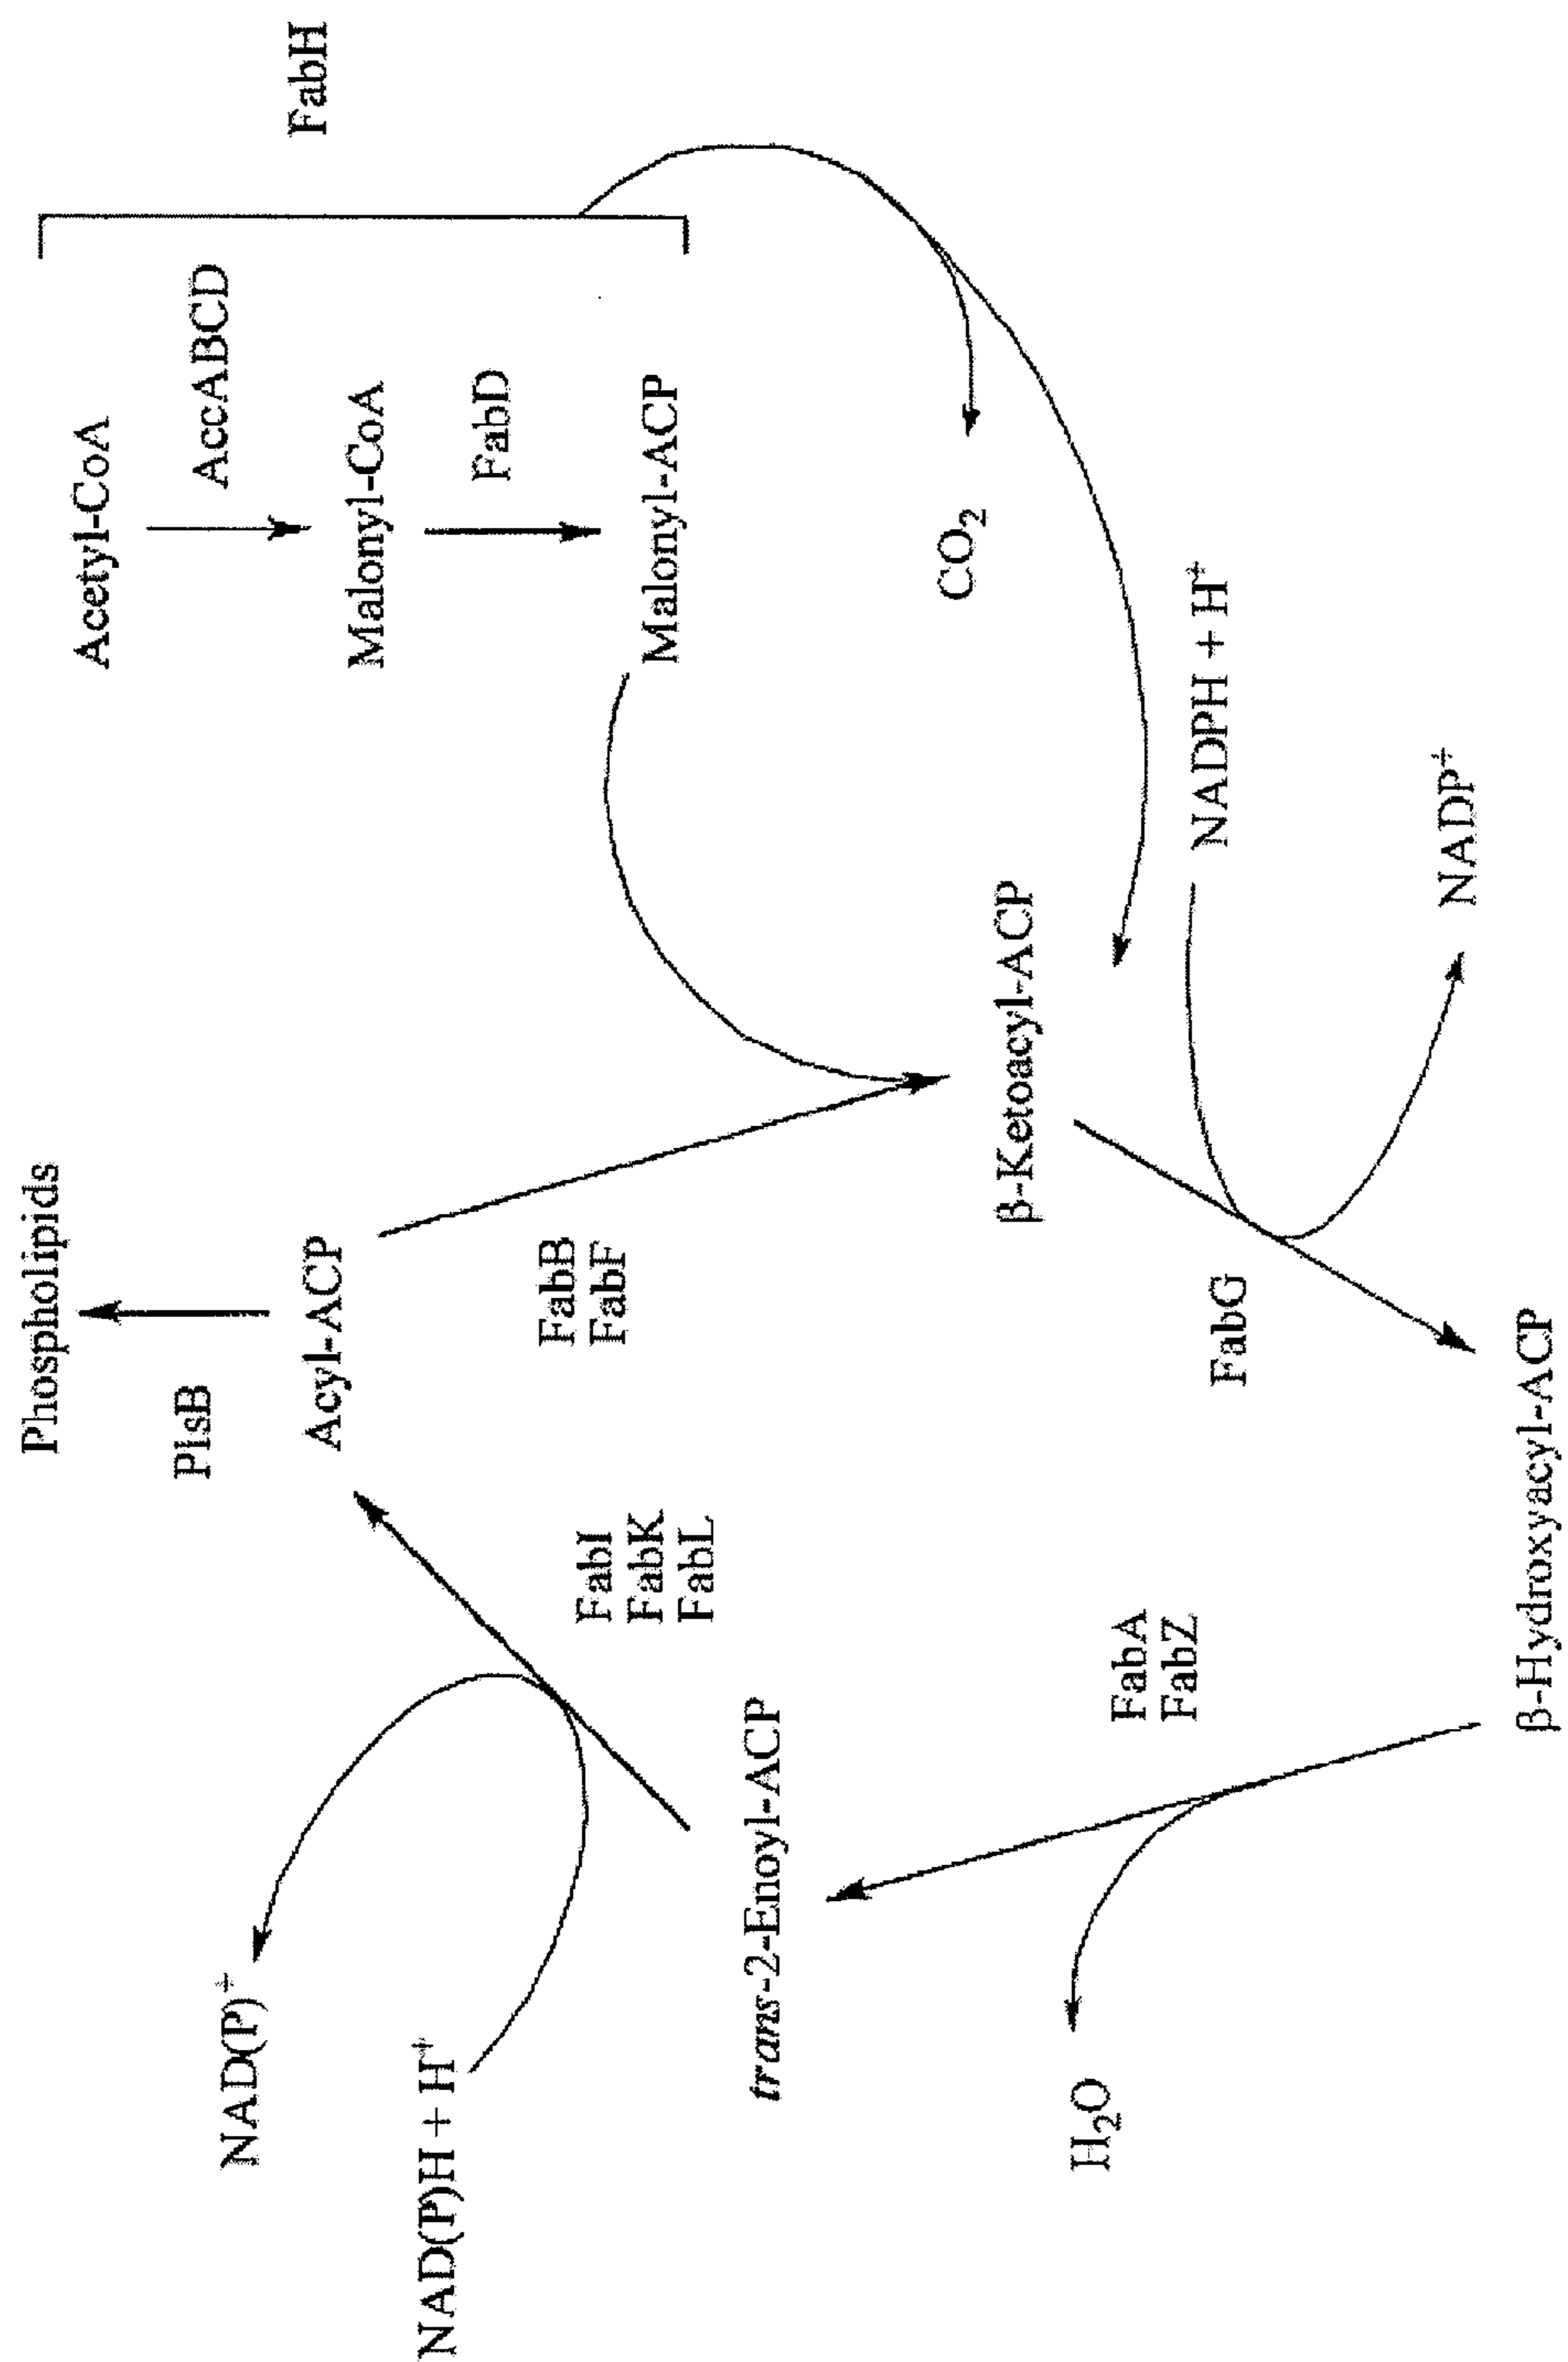 Phospholipids
PlsB
Acyl-ACP
Acetyl-CoA
AccABCD
Malonyl-CoA
FabD
Malonyl-ACP
FabH
CO₂
FabB
FabF
β-Ketoacyl-ACP
NADPH + H⁺
NADP⁺
FabG
β-Hydroxyacyl-ACP
FabA
FabZ
H₂O
trans-2-Enoyl-ACP
FabI
FabK
FabL
NAD(P)H + H⁺
NAD(P)⁺